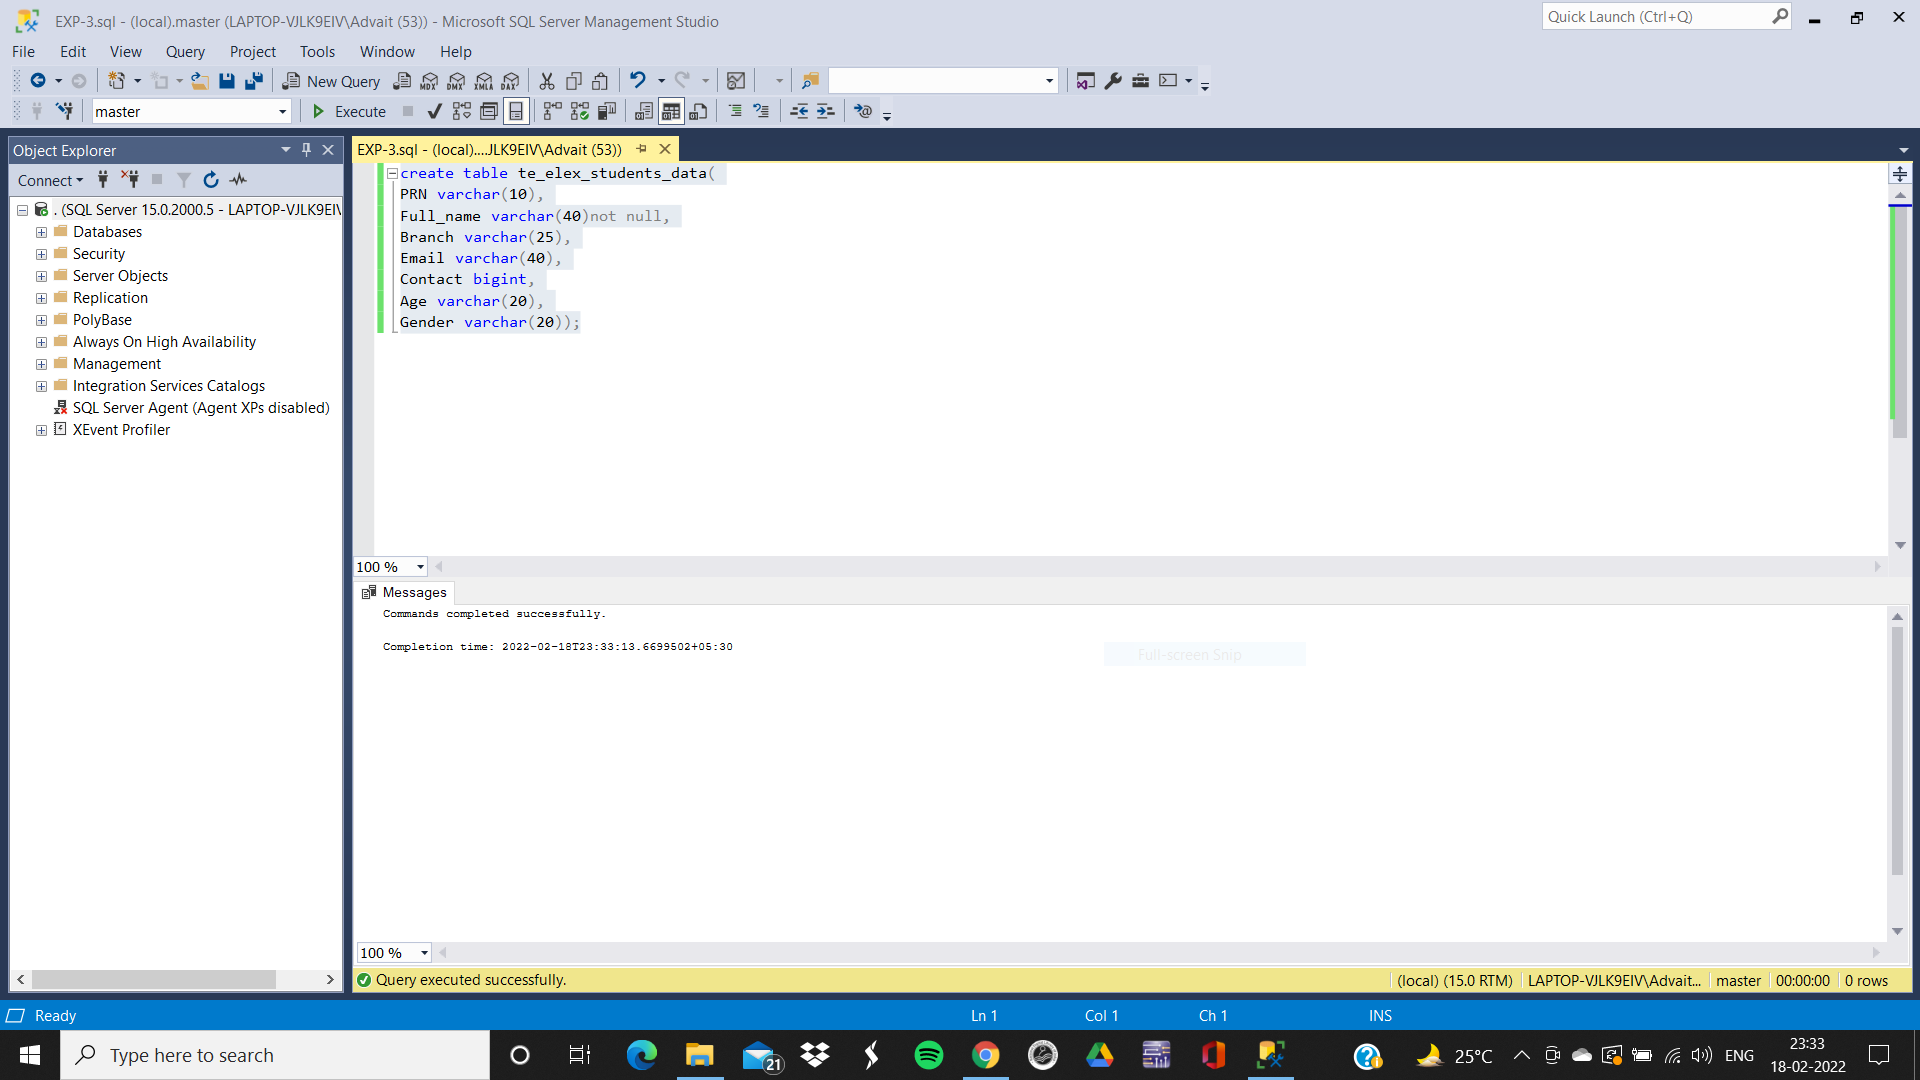 EXP-3.sql - (local).master (LAPTOP-VJLK9EIV\Advait (53)) - Microsoft SQL Server Management Studio
Quick Launch (Ctrl+Q)
File Edit View Query Project Tools Window Help
New Query MDX DMX XMLA DAX
master Execute
Object Explorer
EXP-3.sql - (local)....JLK9EIV\Advait (53))
Connect
. (SQL Server 15.0.2000.5 - LAPTOP-VJLK9EIV\
Databases
Security
Server Objects
Replication
PolyBase
Always On High Availability
Management
Integration Services Catalogs
SQL Server Agent (Agent XPs disabled)
XEvent Profiler
create table te_elex_students_data(
PRN varchar(10),
Full_name varchar(40)not null,
Branch varchar(25),
Email varchar(40),
Contact bigint,
Age varchar(20),
Gender varchar(20));
100 %
Messages
Commands completed successfully.
Completion time: 2022-02-18T23:33:13.6699502+05:30
Full-screen Snip
100 %
Query executed successfully.
(local) (15.0 RTM) LAPTOP-VJLK9EIV\Advait... master 00:00:00 0 rows
Ready
Ln 1 Col 1 Ch 1 INS
Type here to search
21
25°C
ENG
23:33
18-02-2022